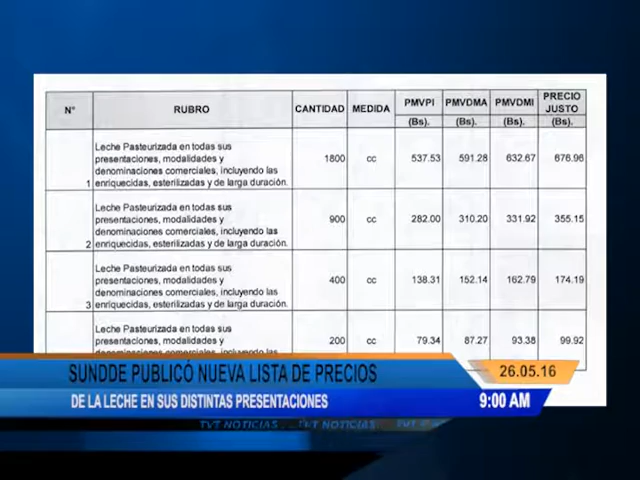 N° RUBRO CANTIDAD MEDIDA PMVPI PMVDMA PMVDMI PRECIO JUSTO
(Bs). (Bs). (Bs). (Bs).
Leche Pasteurizada en todas sus
presentaciones, modalidades y 1800 cc 537.53 591.28 632.67 676.96
denominaciones comerciales, incluyendo las
1 enriquecidas, esterilizadas y de larga duración.
Leche Pasteurizada en todas sus
presentaciones, modalidades y 900 cc 282.00 310.20 331.92 355.15
denominaciones comerciales, incluyendo las
2 enriquecidas, esterilizadas y de larga duración.
Leche Pasteurizada en todas sus
presentaciones, modalidades y 400 cc 138.31 152.14 162.79 174.19
denominaciones comerciales, incluyendo las
3 enriquecidas, esterilizadas y de larga duración.
Leche Pasteurizada en todas sus
presentaciones, modalidades y 200 cc 79.34 87.27 93.38 99.92
denominaciones comerciales, incluyendo las
SUNDDE PUBLICÓ NUEVA LISTA DE PRECIOS 26.05.16
DE LA LECHE EN SUS DISTINTAS PRESENTACIONES 9:00 AM
TVT NOTICIAS... TVT NOTICIAS. TVT